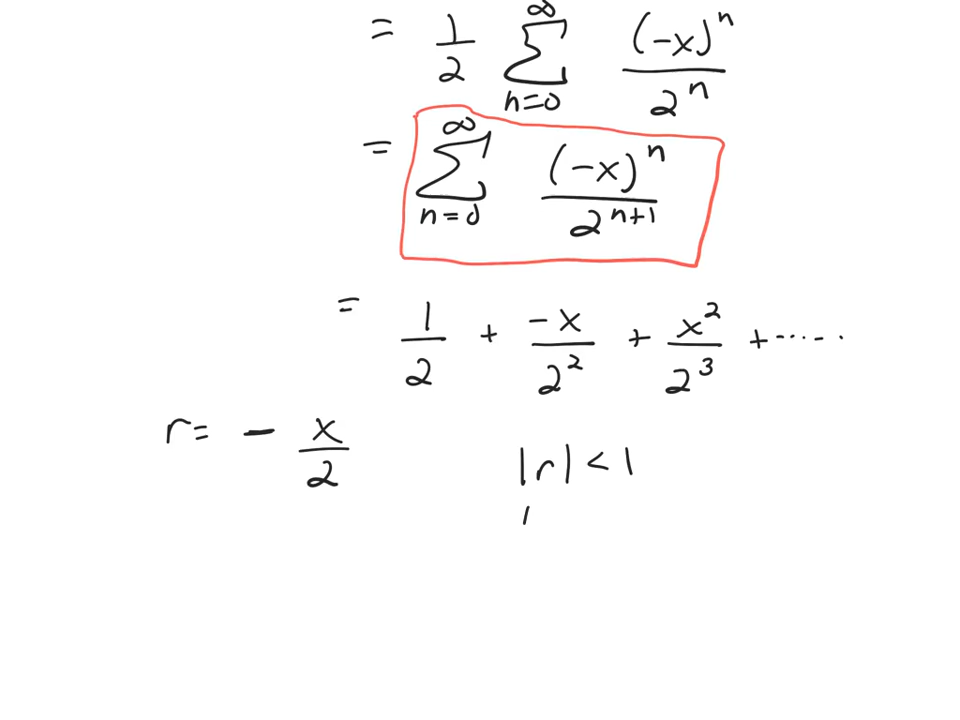 = 1/2 ∑_{n=0}^{∞} (-x)^n / 2^n
= ∑_{n=0}^{∞} (-x)^n / 2^{n+1}
= 1/2 + -x/2^2 + x^2/2^3 + ......
r = - x/2   |r| < 1
|